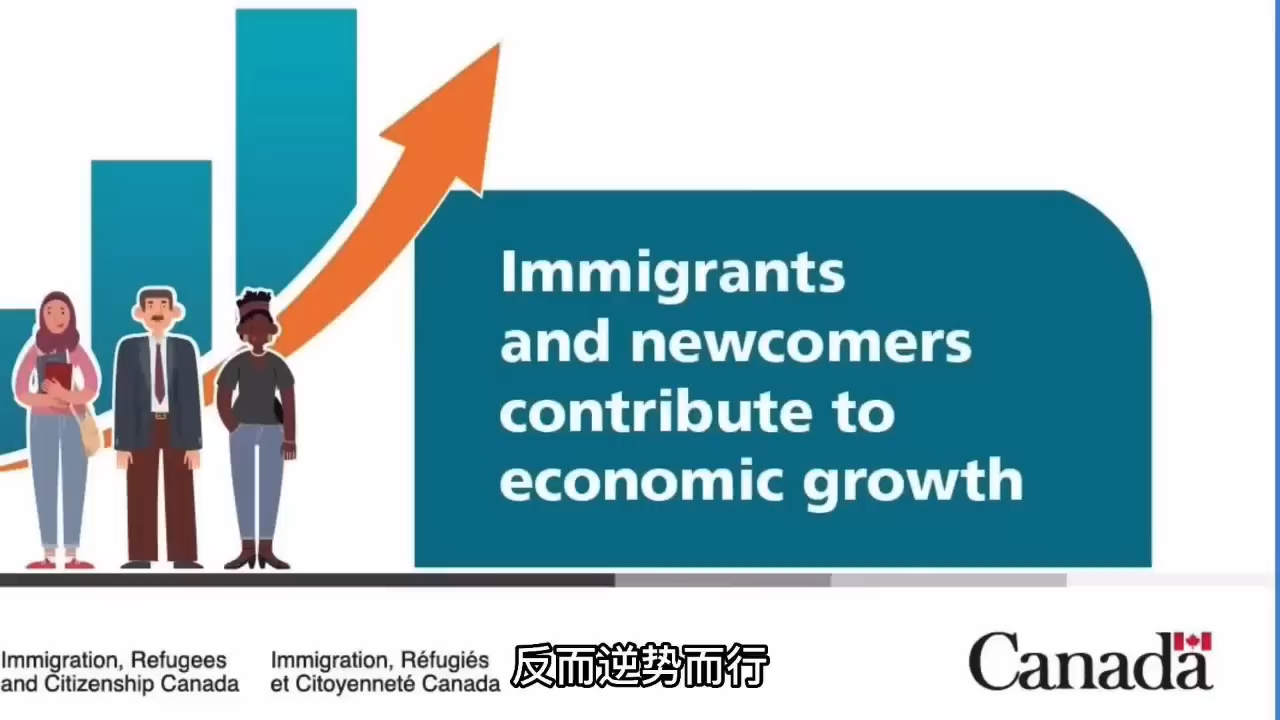 Immigrants
and newcomers
contribute to
economic growth
Immigration, Refugees
and Citizenship Canada
Immigration, Réfugiés
et Citoyenneté Canada
反而逆势而行
Canada